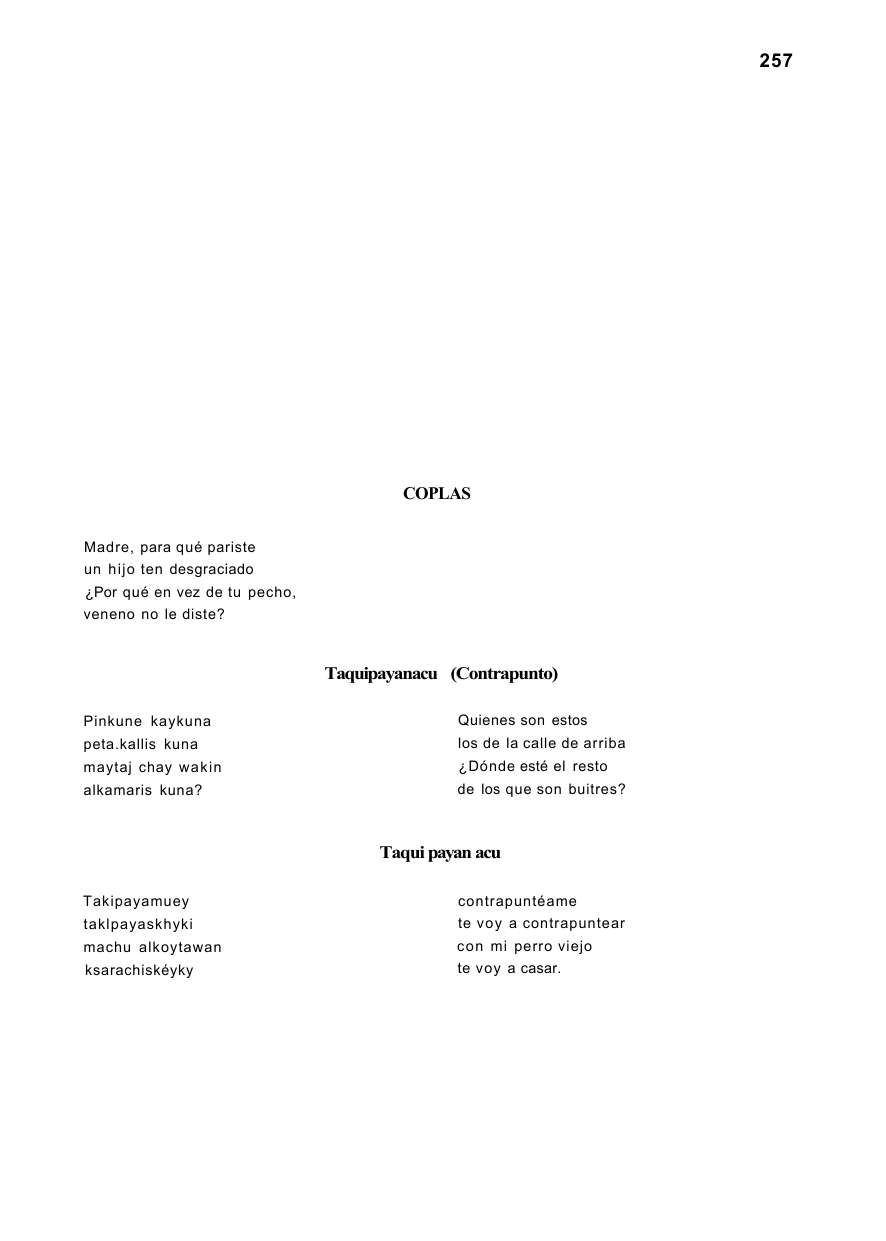 257
COPLAS
Madre, para qué pariste
un hijo ten desgraciado
¿Por qué en vez de tu pecho,
veneno no le diste?
Taquipayanacu (Contrapunto)
Pinkune kaykuna
peta.kallis kuna
maytaj chay wakin
alkamaris kuna?
Quienes son estos
los de la calle de arriba
¿Dónde esté el resto
de los que son buitres?
Taqui payan acu
Takipayamuey
taklpayaskhyki
machu alkoytawan
ksarachiskéyky
contrapuntéame
te voy a contrapuntear
con mi perro viejo
te voy a casar.